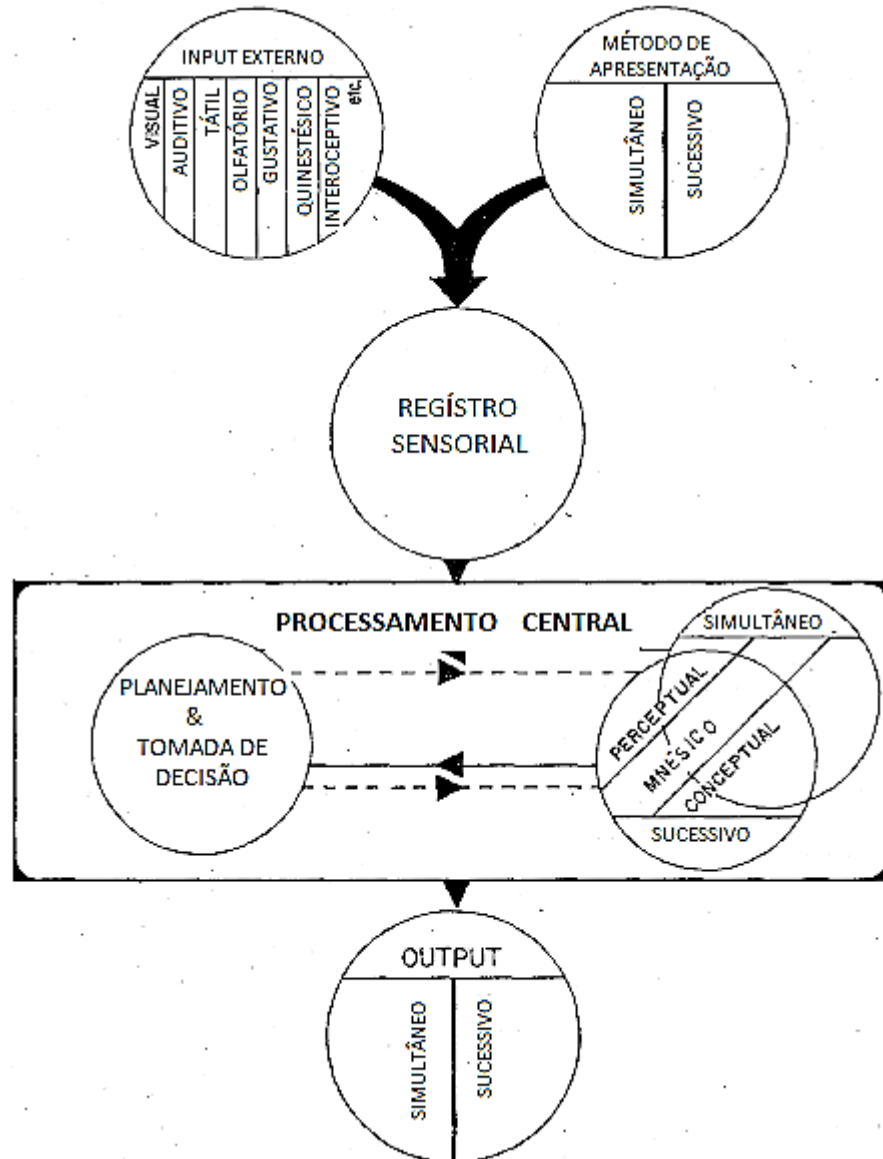 INPUT EXTERNO
VISUAL
AUDITIVO
TÁTIL
OLFATÓRIO
GUSTATIVO
QUINESTÉSICO
INTEROCEPTIVO
etc.
MÉTODO DE
APRESENTAÇÃO
SIMULTÂNEO
SUCESSIVO
REGÍSTRO
SENSORIAL
PROCESSAMENTO CENTRAL
PLANEJAMENTO
&
TOMADA DE
DECISÃO
SIMULTÂNEO
PERCEPTUAL
MNÉSICO
CONCEPTUAL
SUCESSIVO
OUTPUT
SIMULTÂNEO
SUCESSIVO